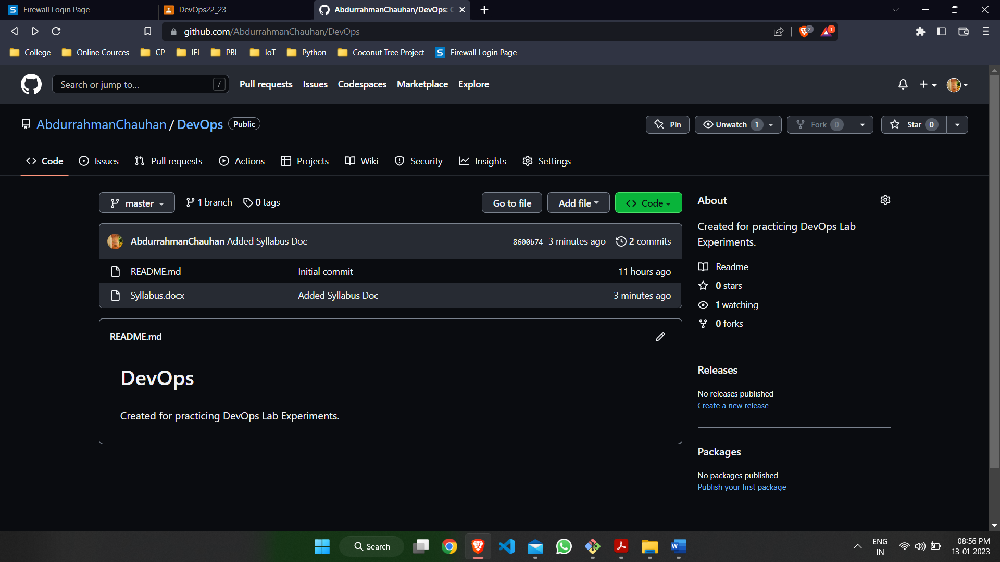 Firewall Login Page
DevOps22_23
AbdurrahmanChauhan/DevOps:
github.com/AbdurrahmanChauhan/DevOps
2
1
College
Online Cources
CP
IEI
PBL
IoT
Python
Coconut Tree Project
S
Firewall Login Page
Search or jump to...
/
Pull requests
Issues
Codespaces
Marketplace
Explore
AbdurrahmanChauhan / DevOps
Public
Pin
Unwatch 1
Fork 0
Star 0
Code
Issues
Pull requests
Actions
Projects
Wiki
Security
Insights
Settings
master
1 branch
0 tags
Go to file
Add file
Code
AbdurrahmanChauhan Added Syllabus Doc
8600b74 3 minutes ago
2 commits
README.md
Initial commit
11 hours ago
Syllabus.docx
Added Syllabus Doc
3 minutes ago
README.md
DevOps
Created for practicing DevOps Lab Experiments.
About
Created for practicing DevOps Lab
Experiments.
Readme
0 stars
1 watching
0 forks
Releases
No releases published
Create a new release
Packages
No packages published
Publish your first package
Search
ENG
IN
08:56 PM
13-01-2023